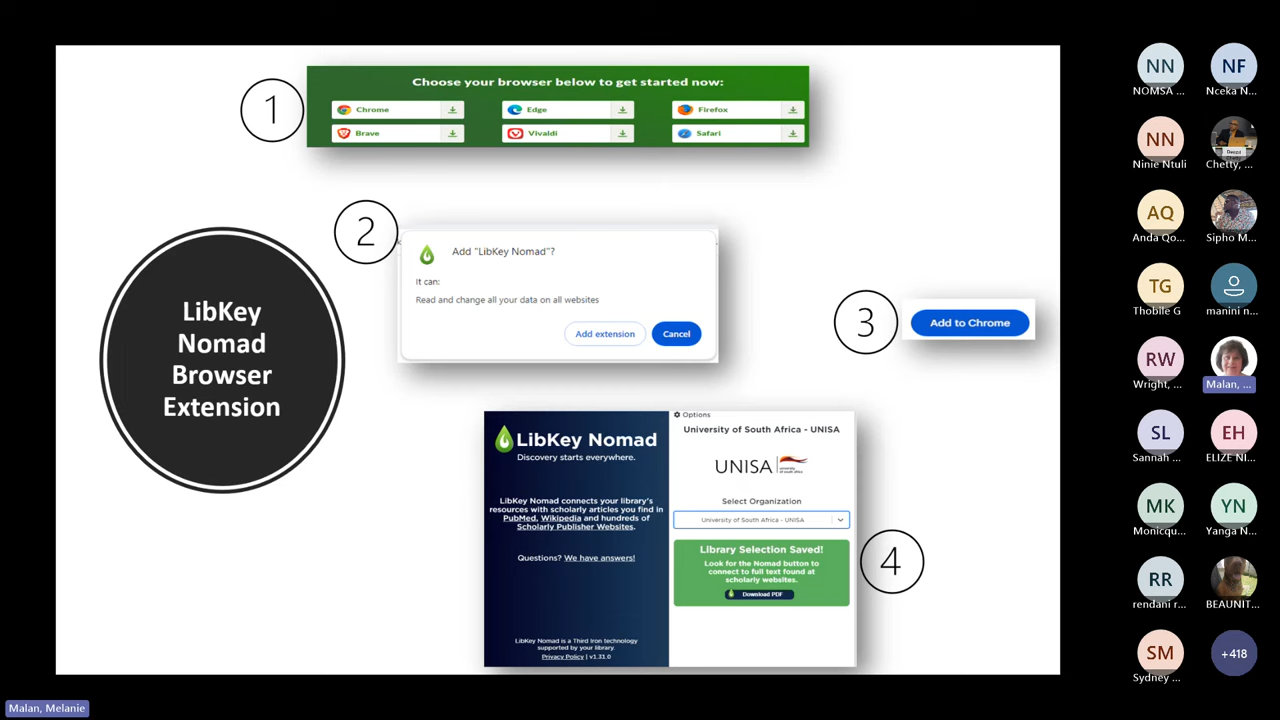 1
Choose your browser below to get started now:
Chrome
Edge
Firefox
Brave
Vivaldi
Safari
2
Add "LibKey Nomad"?
It can:
Read and change all your data on all websites
Add extension
Cancel
3
Add to Chrome
LibKey
Nomad
Browser
Extension
LibKey Nomad
Discovery starts everywhere.
LibKey Nomad connects your library's
resources with scholarly articles you find in
PubMed, Wikipedia and hundreds of
Scholarly Publisher Websites.
Questions? We have answers!
LibKey Nomad is a Third Iron technology
supported by your library.
Privacy Policy | v1.31.0
Options
University of South Africa - UNISA
UNISA university of south africa
Select Organization
University of South Africa - UNISA
Library Selection Saved!
Look for the Nomad button to
connect to full text found at
scholarly websites.
Download PDF
4
NN
NOMSA ...
NF
Nceka N...
NN
Ninie Ntuli
Chetty, ...
AQ
Anda Qo...
Sipho M...
TG
Thobile G
manini n...
RW
Wright, ...
Malan, ...
SL
Sannah ...
EH
ELIZE NI...
MK
Monicqu...
YN
Yanga N...
RR
rendani r...
BEAUNIT...
SM
Sydney ...
+418
Malan, Melanie